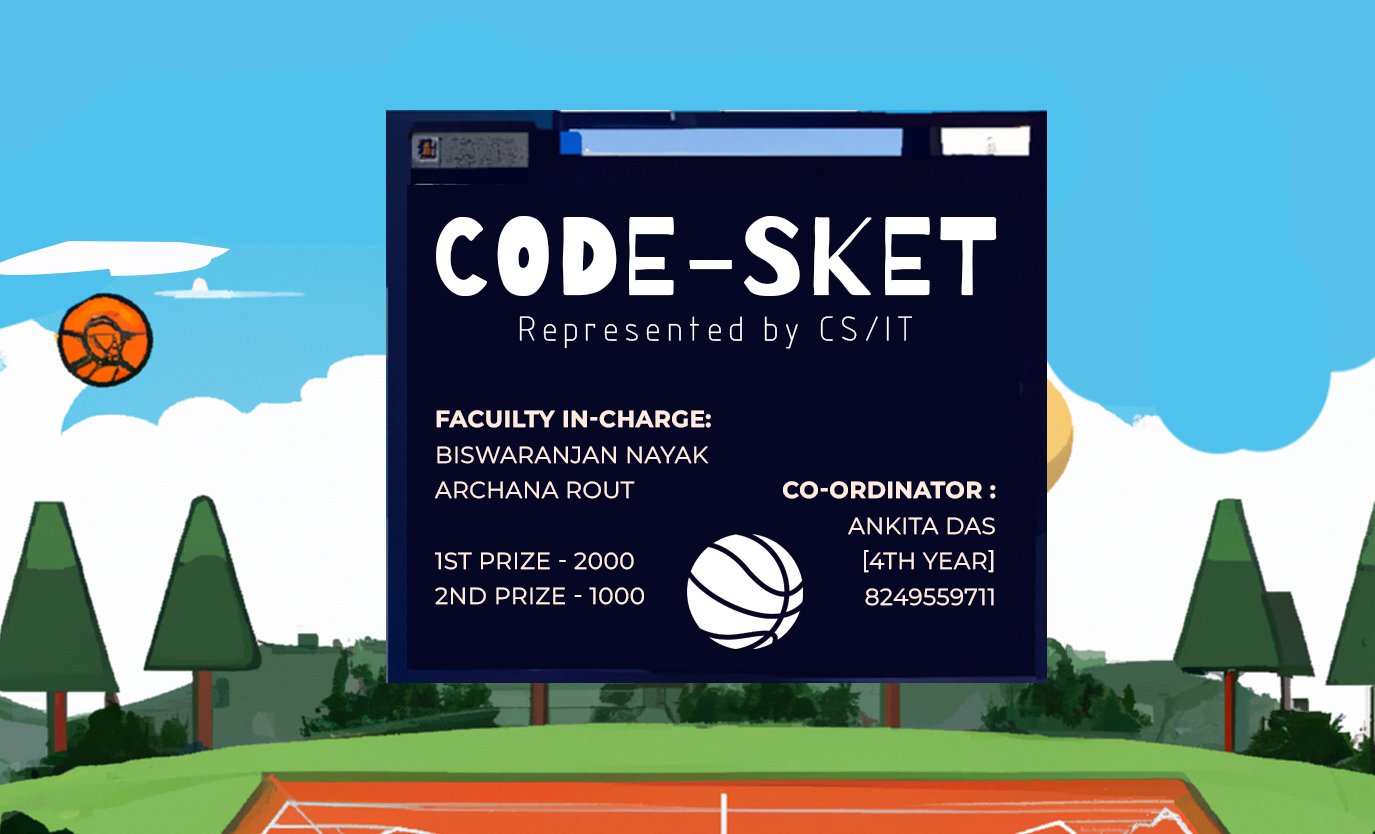 CODE-SKET
Represented by CS/IT
FACUILTY IN-CHARGE:
BISWARANJAN NAYAK
ARCHANA ROUT
1ST PRIZE - 2000
2ND PRIZE - 1000
CO-ORDINATOR :
ANKITA DAS
[4TH YEAR]
8249559711